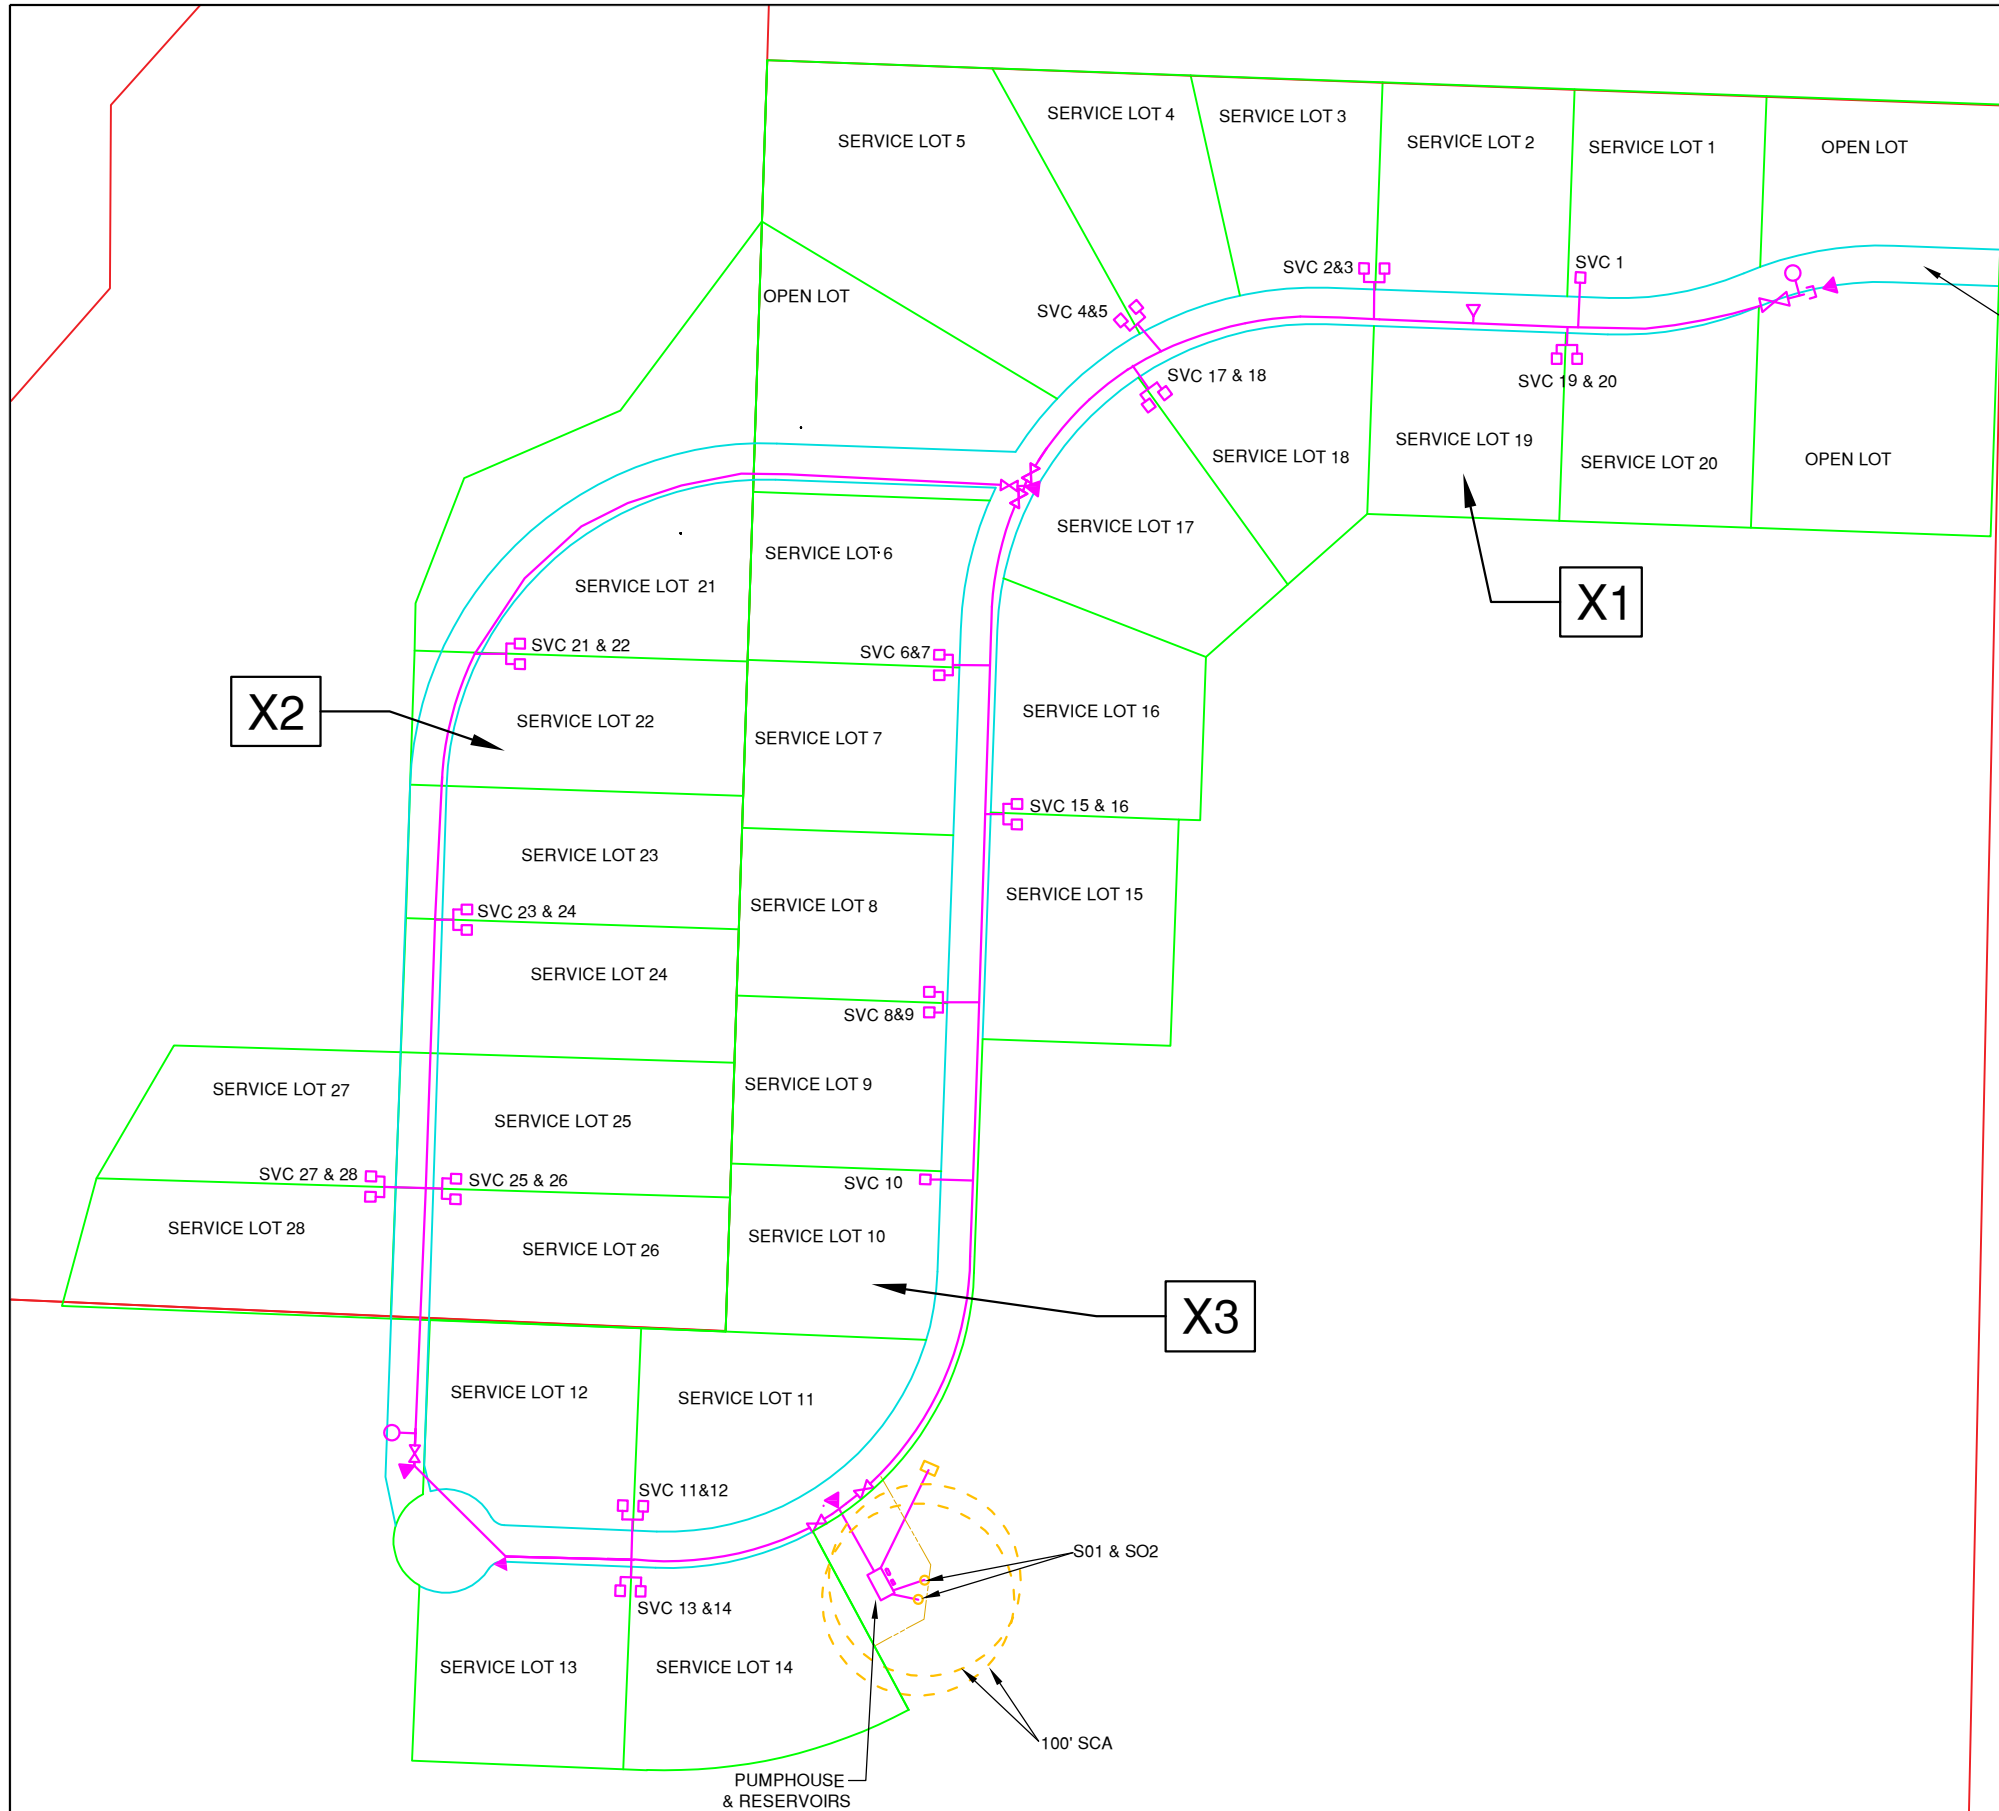 SERVICE LOT 5
SERVICE LOT 4
SERVICE LOT 3
SERVICE LOT 2
SERVICE LOT 1
OPEN LOT
OPEN LOT
SVC 4&5
SVC 2&3
SVC 1
SVC 17 & 18
SVC 19 & 20
SERVICE LOT 18
SERVICE LOT 19
SERVICE LOT 20
OPEN LOT
SERVICE LOT 17
X1
SERVICE LOT 6
SERVICE LOT 21
SVC 21 & 22
SVC 6&7
X2
SERVICE LOT 22
SERVICE LOT 7
SERVICE LOT 16
SVC 15 & 16
SERVICE LOT 23
SVC 23 & 24
SERVICE LOT 8
SERVICE LOT 15
SERVICE LOT 24
SVC 8&9
SERVICE LOT 27
SERVICE LOT 25
SERVICE LOT 9
SVC 27 & 28
SVC 25 & 26
SVC 10
SERVICE LOT 28
SERVICE LOT 26
SERVICE LOT 10
X3
SERVICE LOT 12
SERVICE LOT 11
SVC 11&12
S01 & SO2
SVC 13 &14
SERVICE LOT 13
SERVICE LOT 14
100' SCA
PUMPHOUSE
& RESERVOIRS